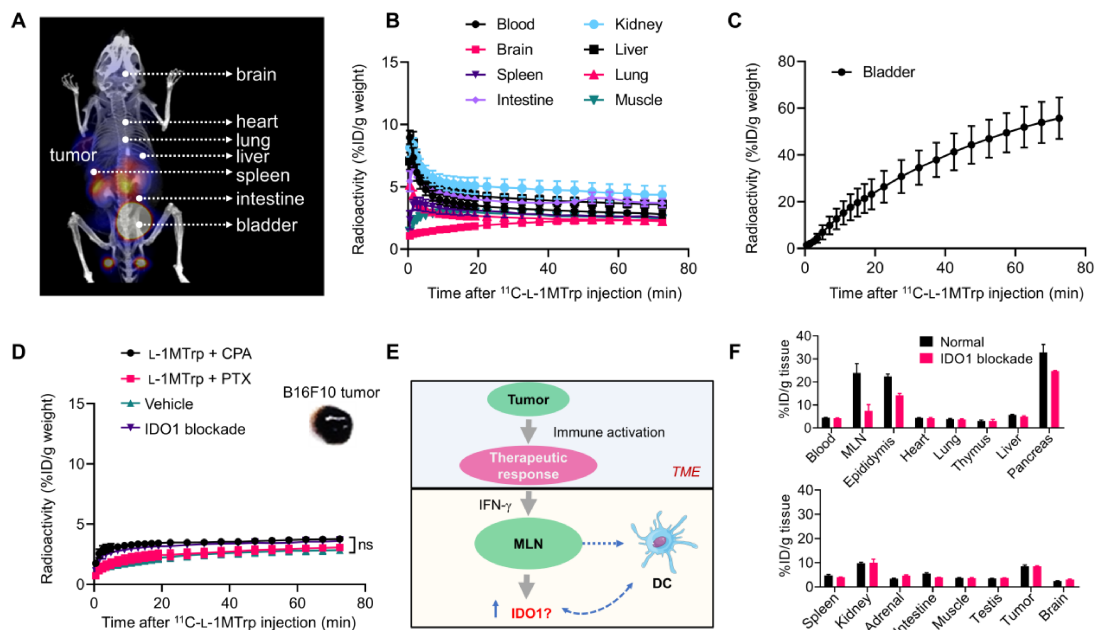 A
brain
heart
lung
tumor
liver
spleen
intestine
bladder
B
Blood
Brain
Spleen
Intestine
Kidney
Liver
Lung
Muscle
Radioactivity (%ID/g weight)
15
10
5
0
0 20 40 60 80
Time after ¹¹C-L-1MTrp injection (min)
C
Bladder
Radioactivity (%ID/g weight)
80
60
40
20
0
0 20 40 60 80
Time after ¹¹C-L-1MTrp injection (min)
D
L-1MTrp + CPA
L-1MTrp + PTX
Vehicle
IDO1 blockade
B16F10 tumor
Radioactivity (%ID/g weight)
15
10
5
0
ns
0 20 40 60 80
Time after ¹¹C-L-1MTrp injection (min)
E
Tumor
Immune activation
Therapeutic
response
TME
IFN-γ
MLN
DC
IDO1?
F
Normal
IDO1 blockade
%ID/g tissue
40
30
20
10
0
Blood MLN Epididymis Heart Lung Thymus Liver Pancreas
%ID/g tissue
40
30
20
10
0
Spleen Kidney Adrenal Intestine Muscle Testis Tumor Brain